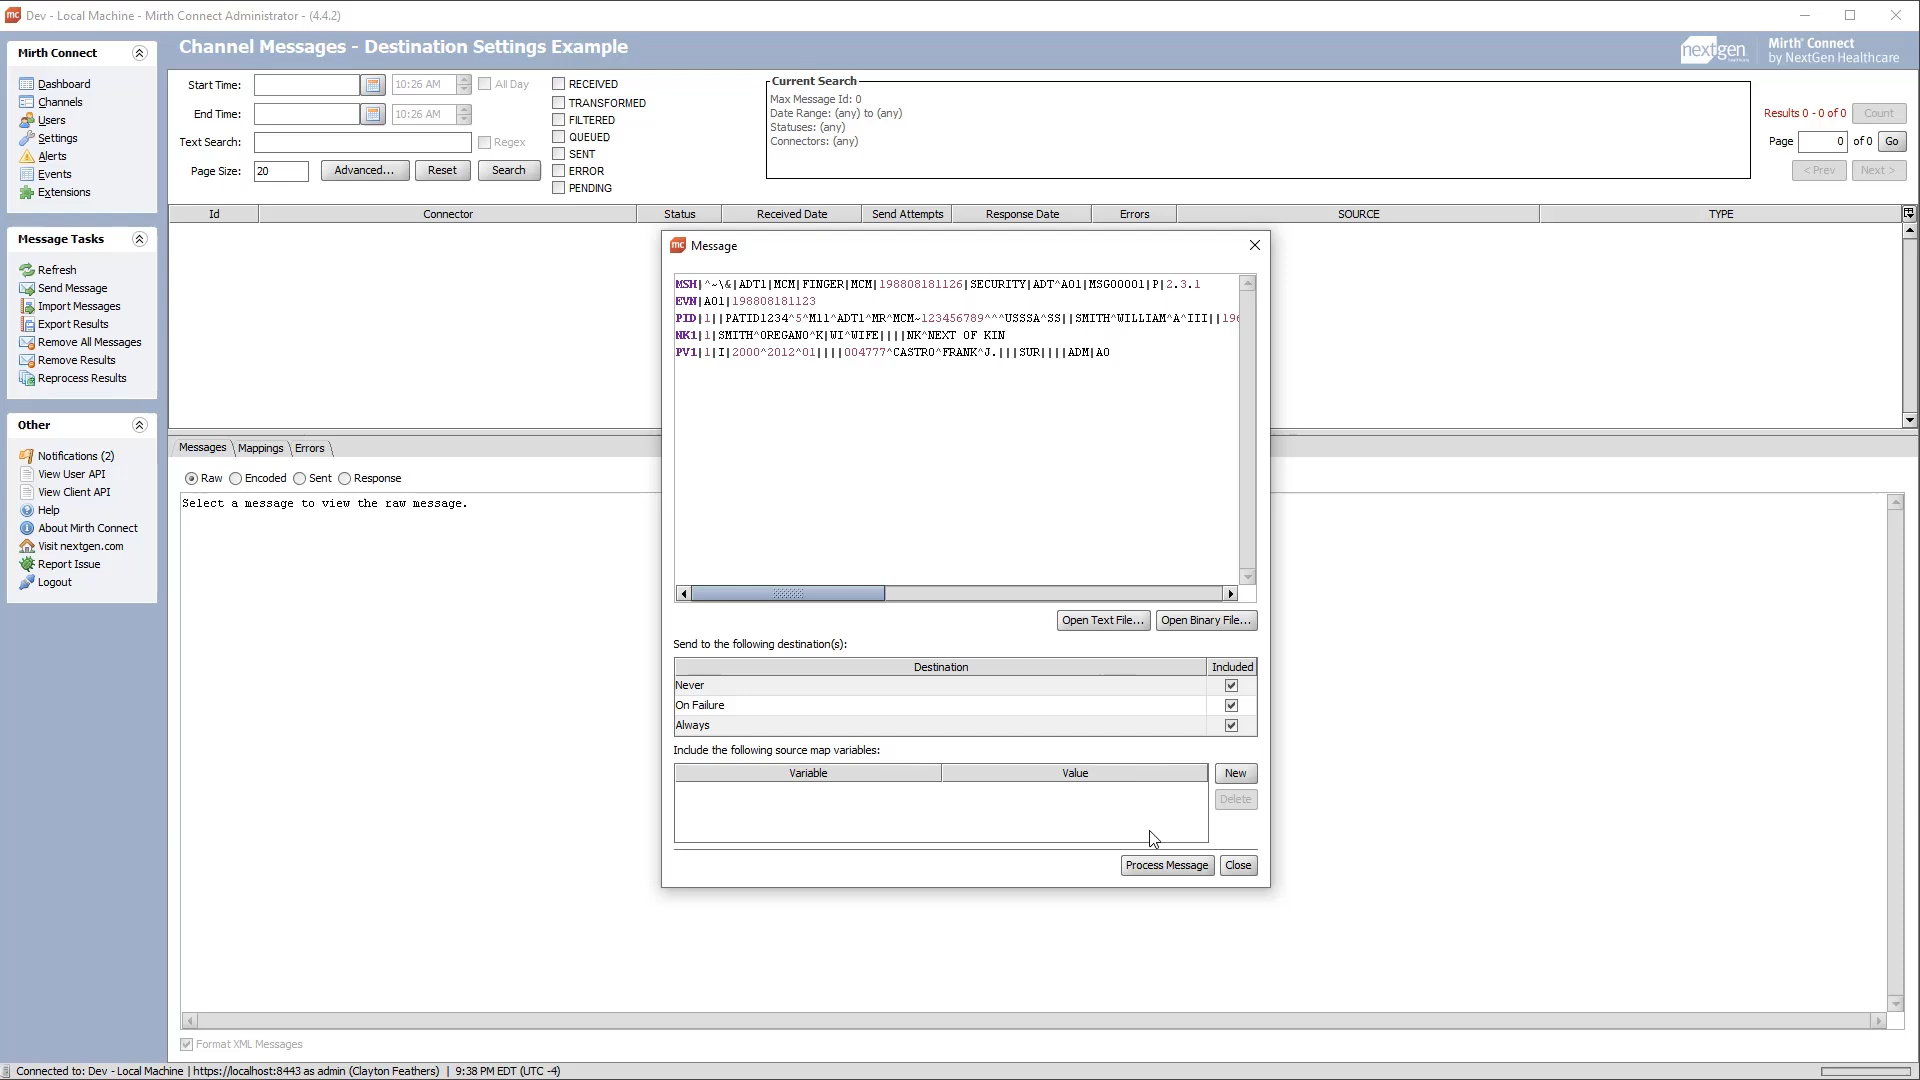 mc Dev - Local Machine - Mirth Connect Administrator - (4.4.2)
Mirth Connect
Dashboard
Channels
Users
Settings
Alerts
Events
Extensions
Message Tasks
Refresh
Send Message
Import Messages
Export Results
Remove All Messages
Remove Results
Reprocess Results
Other
Notifications (2)
View User API
View Client API
Help
About Mirth Connect
Visit nextgen.com
Report Issue
Logout
Channel Messages - Destination Settings Example
nextgen
Mirth® Connect
by NextGen Healthcare
Start Time:
10:26 AM
All Day
End Time:
10:26 AM
Text Search:
Regex
Page Size:
20
Advanced...
Reset
Search
RECEIVED
TRANSFORMED
FILTERED
QUEUED
SENT
ERROR
PENDING
Current Search
Max Message Id: 0
Date Range: (any) to (any)
Statuses: (any)
Connectors: (any)
Results 0 - 0 of 0
Count
Page 0 of 0 Go
< Prev
Next >
Id Connector Status Received Date Send Attempts Response Date Errors SOURCE TYPE
mc Message
MSH|^~\&|ADT1|MCM|FINGER|MCM|198808181126|SECURITY|ADT^A01|MSG00001|P|2.3.1
EVN|A01|198808181123
PID|1||PATID1234^5^M11^ADT1^MR^MCM~123456789^^^USSSA^SS||SMITH^WILLIAM^A^III||196
NK1|1|SMITH^OREGANO^K|WI^WIFE||||NK^NEXT OF KIN
PV1|1|I|2000^2012^01||||004777^CASTRO^FRANK^J.|||SUR||||ADM|A0
Open Text File...
Open Binary File...
Send to the following destination(s):
Destination Included
Never
On Failure
Always
Include the following source map variables:
Variable Value
New
Delete
Process Message
Close
Messages
Mappings
Errors
Raw
Encoded
Sent
Response
Select a message to view the raw message.
Format XML Messages
Connected to: Dev - Local Machine | https://localhost:8443 as admin (Clayton Feathers) | 9:38 PM EDT (UTC -4)